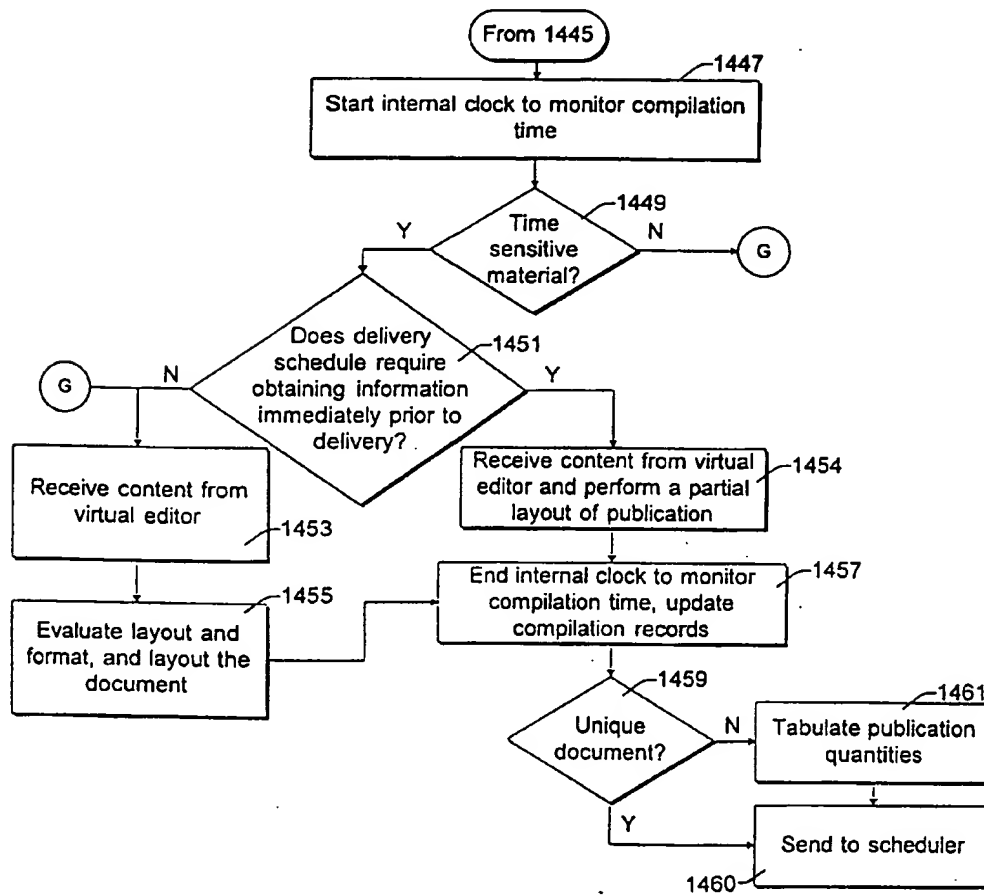 From 1445
1447
Start internal clock to monitor compilation
time
1449
Time
sensitive
material?
Y
N
G
Does delivery
schedule require
obtaining information
immediately prior to
delivery?
1451
G
N
Y
Receive content from
virtual editor
1453
Receive content from virtual
editor and perform a partial
layout of publication
1454
1455
Evaluate layout and
format, and layout the
document
End internal clock to monitor
compilation time, update
compilation records
1457
1459
Unique
document?
N
Y
1461
Tabulate publication
quantities
Send to scheduler
1460